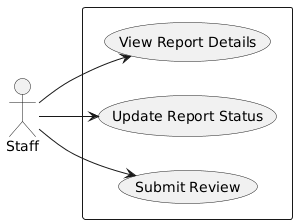 View Report Details
Update Report Status
Staff
Submit Review